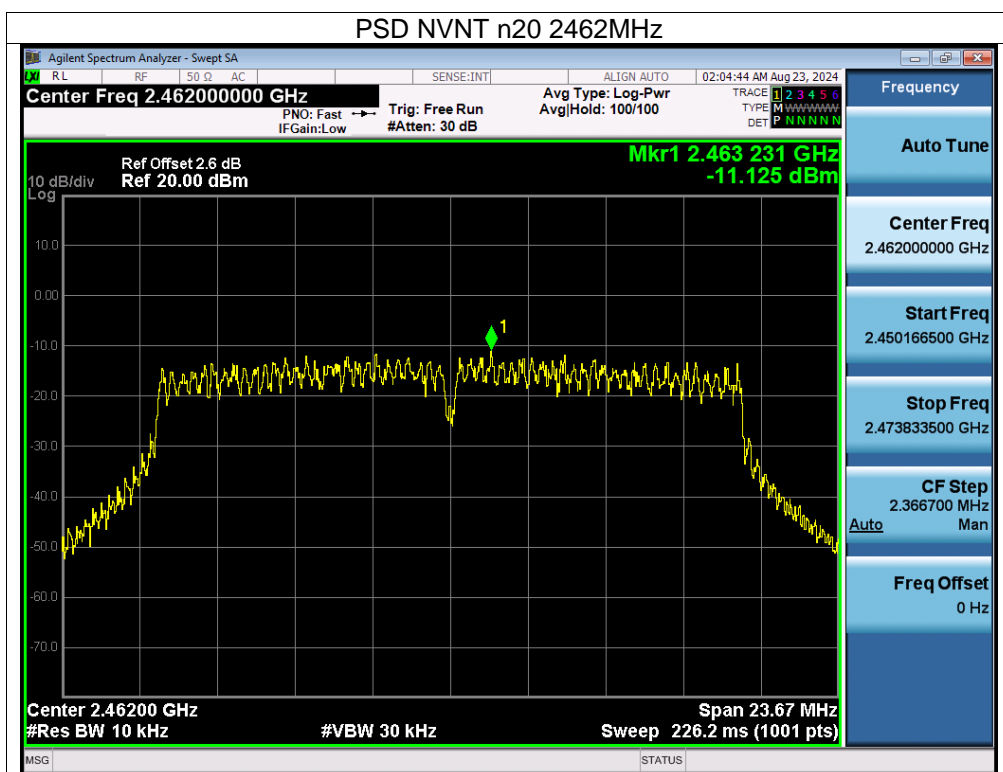 PSD NVNT n20 2462MHz
Agilent Spectrum Analyzer - Swept SA
LXI RL RF 50 Ω AC SENSE:INT ALIGN AUTO 02:04:44 AM Aug 23, 2024
Center Freq 2.462000000 GHz
PNO: Fast
IFGain:Low
Trig: Free Run
#Atten: 30 dB
Avg Type: Log-Pwr
Avg|Hold: 100/100
TRACE 1 2 3 4 5 6
TYPE M WWWWW
DET P N N N N N
Ref Offset 2.6 dB
10 dB/div Ref 20.00 dBm
Log
Mkr1 2.463 231 GHz
-11.125 dBm
10.0
0.00
-10.0
-20.0
-30.0
-40.0
-50.0
-60.0
-70.0
1
Center 2.46200 GHz Span 23.67 MHz
#Res BW 10 kHz #VBW 30 kHz Sweep 226.2 ms (1001 pts)
MSG STATUS
Frequency
Auto Tune
Center Freq
2.462000000 GHz
Start Freq
2.450166500 GHz
Stop Freq
2.473833500 GHz
CF Step
2.366700 MHz
Auto Man
Freq Offset
0 Hz